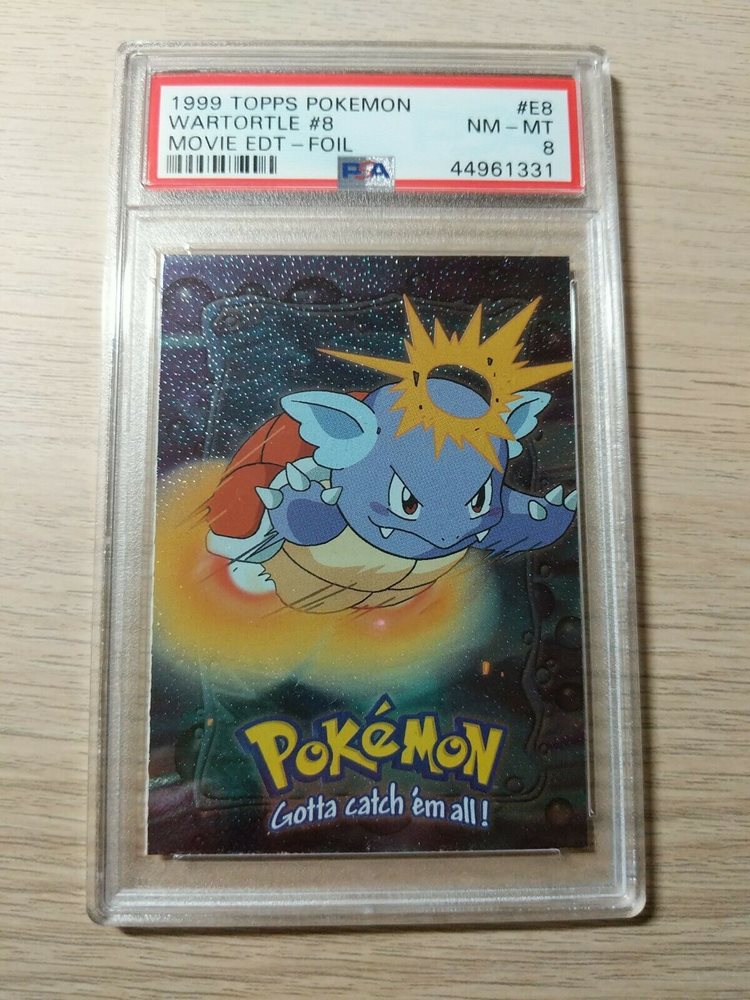 1999 TOPPS POKEMON #E8
WARTORTLE #8 NM – MT
MOVIE EDT – FOIL 8
PSA 44961331
POKéMON
Gotta catch 'em all!